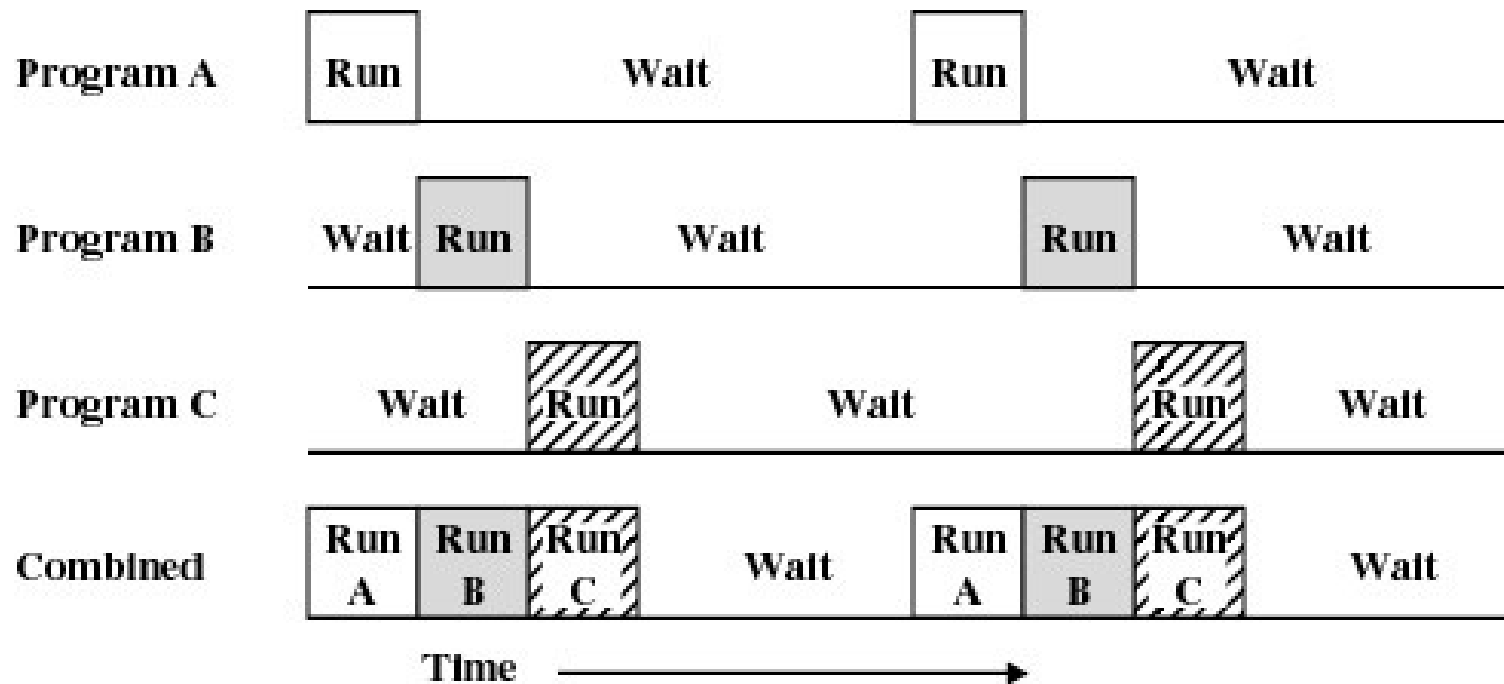 Program A Run Wait Run Wait
Program B Wait Run Wait Run Wait
Program C Wait Run Wait Run Wait
Combined Run A Run B Run C Wait Run A Run B Run C Wait
Time